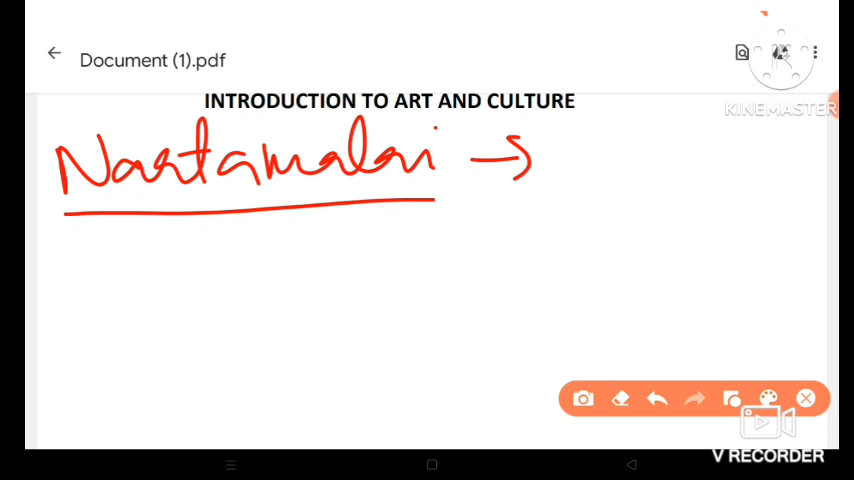 Document (1).pdf
KINEMASTER
INTRODUCTION TO ART AND CULTURE
Nartamalai →
V RECORDER